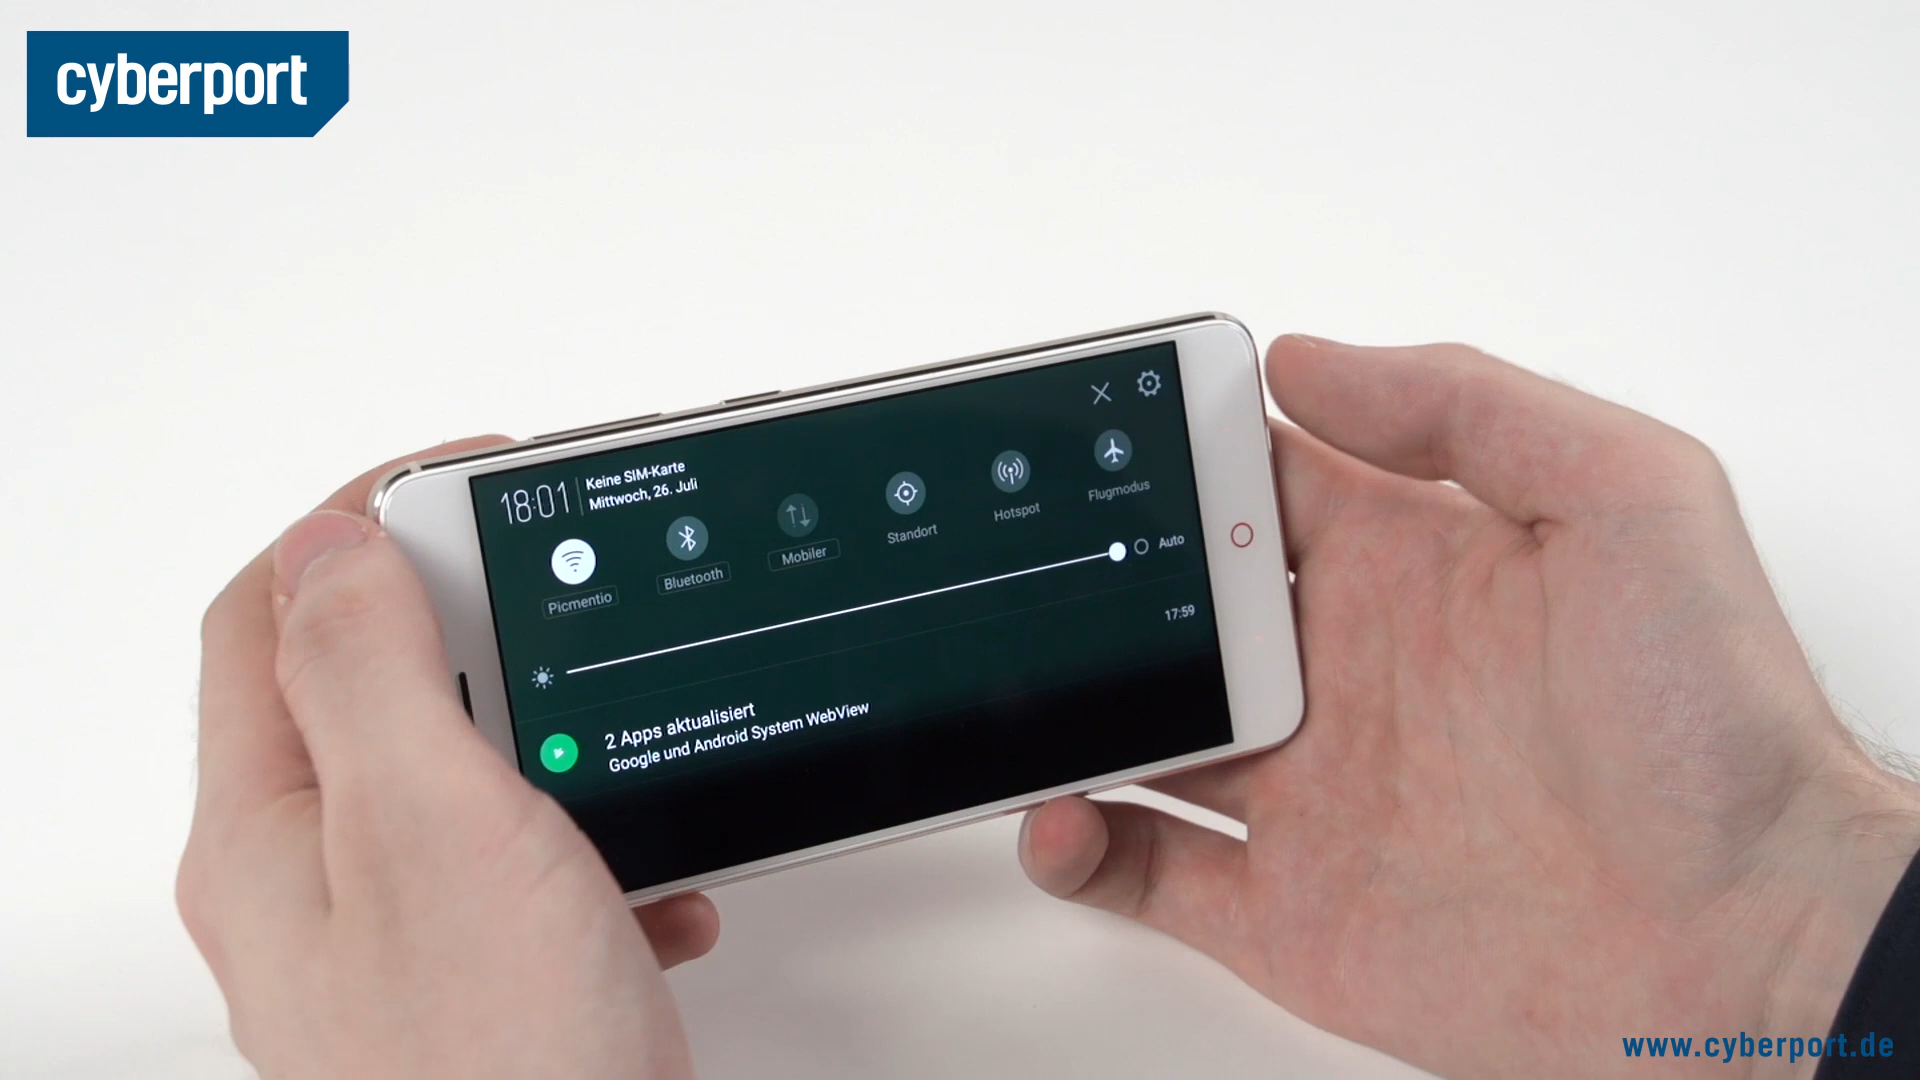 cyberport
18:01
Keine SIM-Karte
Mittwoch, 26. Juli
Picmentio
Bluetooth
Mobiler
Standort
Hotspot
Flugmodus
Auto
17:59
2 Apps aktualisiert
Google und Android System WebView
www.cyberport.de